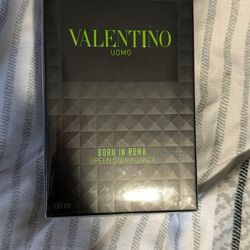 VALENTINO
UOMO
BORN IN ROMA
GREEN STRAVAGANZA
100 ml